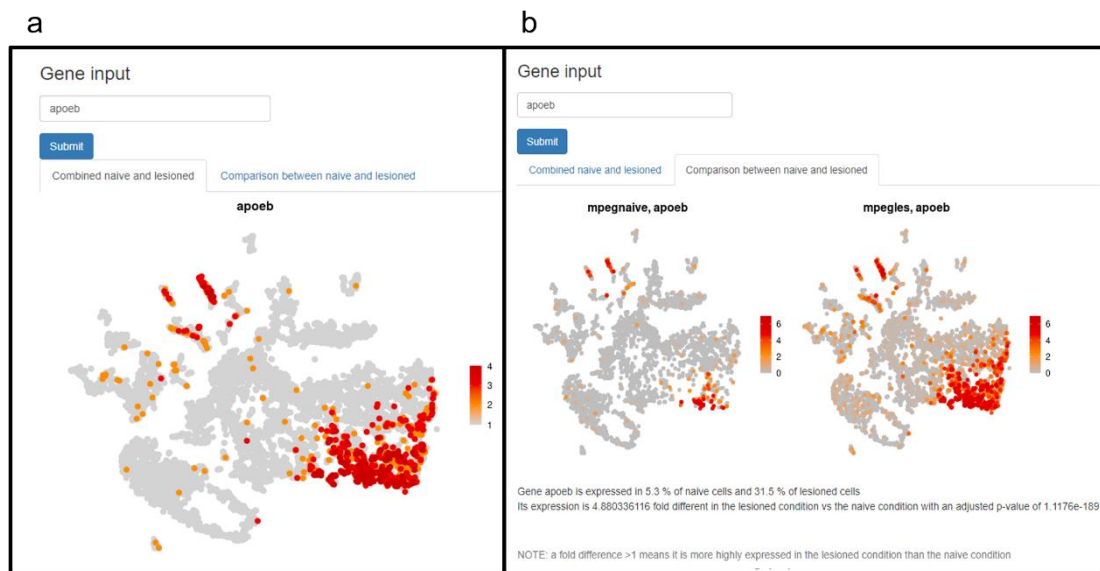 a
Gene input
apoeb
Submit
Combined naive and lesioned
Comparison between naive and lesioned
apoeb
4
3
2
1
b
Gene input
apoeb
Submit
Combined naive and lesioned
Comparison between naive and lesioned
mpegnaive, apoeb
6
4
2
0
mpegles, apoeb
6
4
2
0
Gene apoeb is expressed in 5.3 % of naive cells and 31.5 % of lesioned cells
Its expression is 4.880336116 fold different in the lesioned condition vs the naive condition with an adjusted p-value of 1.1176e-189
NOTE: a fold difference >1 means it is more highly expressed in the lesioned condition than the naive condition